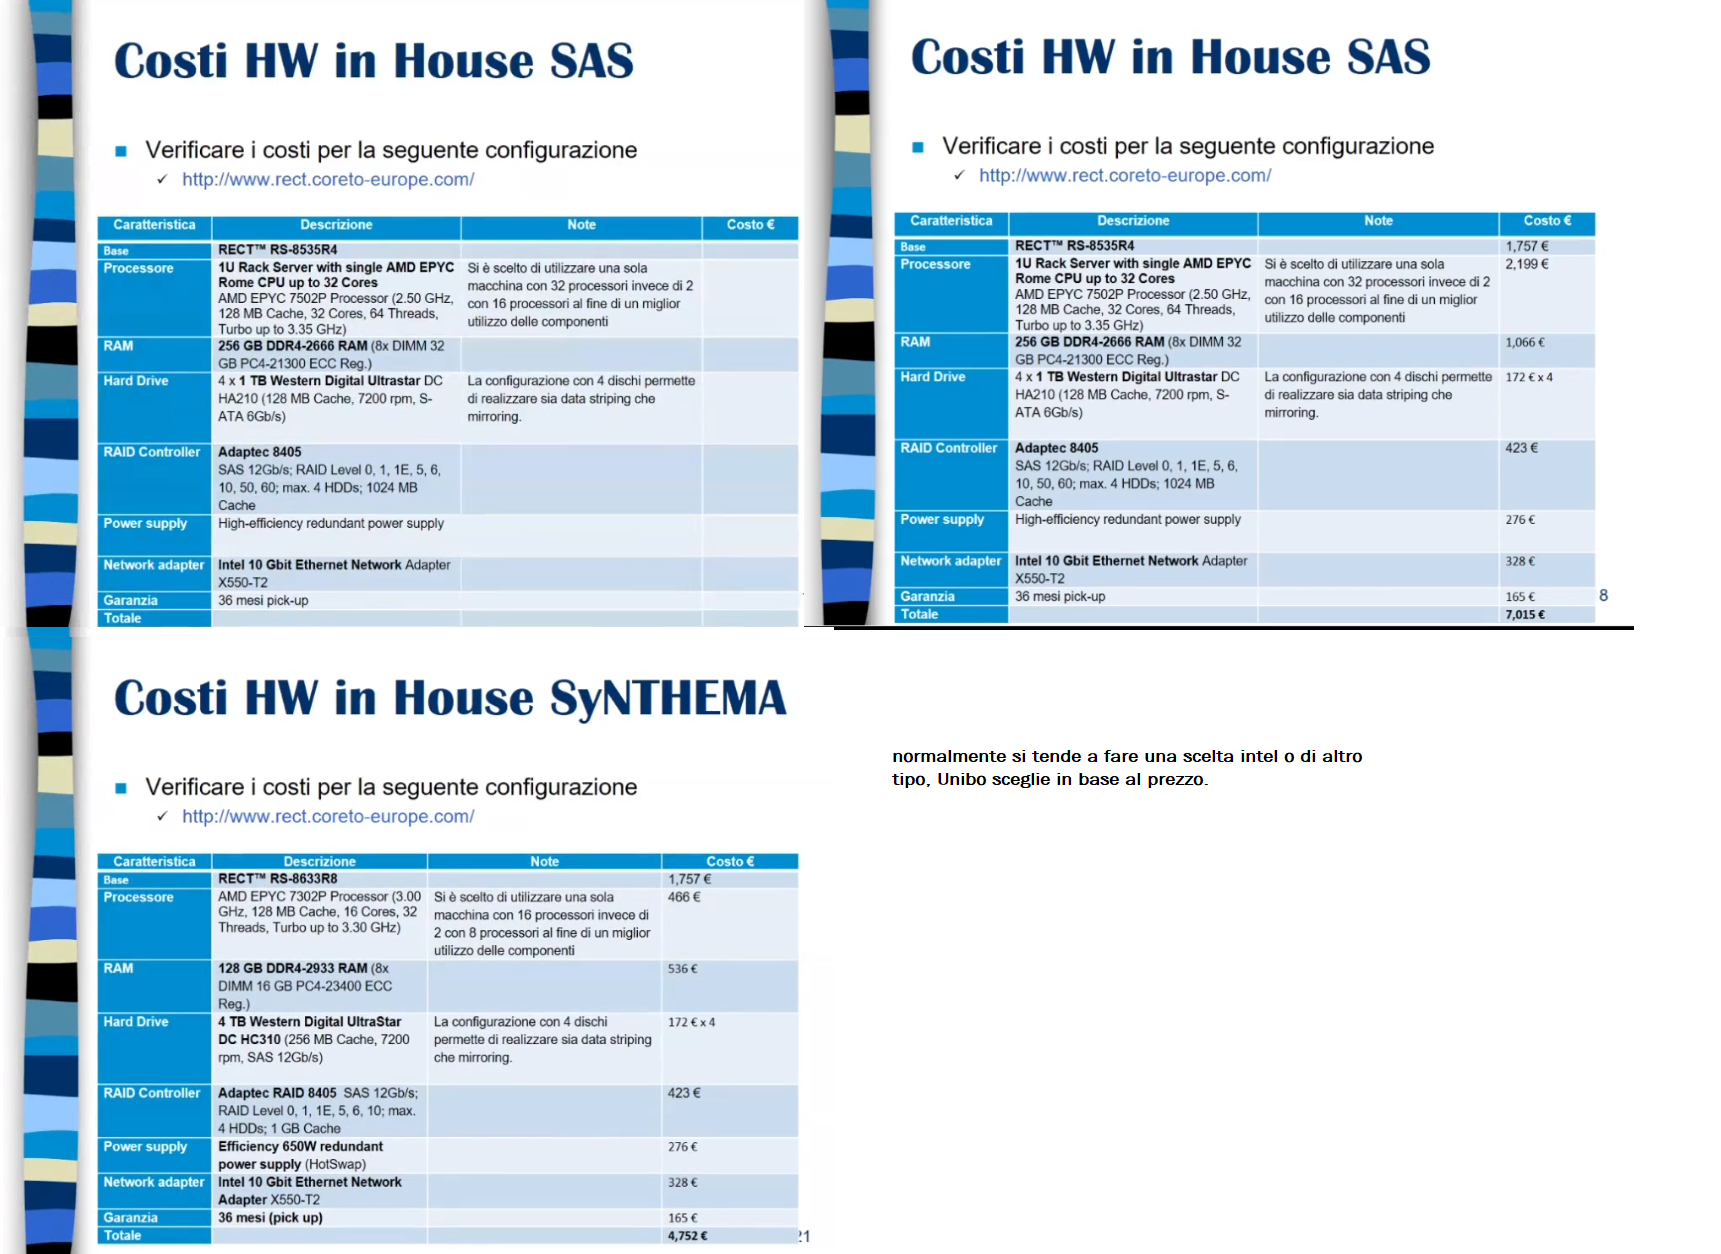 Costi HW in House SAS
Verificare i costi per la seguente configurazione
http://www.rect.coreto-europe.com/
Caratteristica Descrizione Note Costo €
Base RECT™ RS-8535R4
Processore 1U Rack Server with single AMD EPYC Si è scelto di utilizzare una sola
Rome CPU up to 32 Cores macchina con 32 processori invece di 2
AMD EPYC 7502P Processor (2.50 GHz, con 16 processori al fine di un miglior
128 MB Cache, 32 Cores, 64 Threads, utilizzo delle componenti
Turbo up to 3.35 GHz)
RAM 256 GB DDR4-2666 RAM (8x DIMM 32
GB PC4-21300 ECC Reg.)
Hard Drive 4 x 1 TB Western Digital Ultrastar DC La configurazione con 4 dischi permette
HA210 (128 MB Cache, 7200 rpm, S- di realizzare sia data striping che
ATA 6Gb/s) mirroring.
RAID Controller Adaptec 8405
SAS 12Gb/s; RAID Level 0, 1, 1E, 5, 6,
10, 50, 60; max. 4 HDDs; 1024 MB
Cache
Power supply High-efficiency redundant power supply
Network adapter Intel 10 Gbit Ethernet Network Adapter
X550-T2
Garanzia 36 mesi pick-up
Totale
Costi HW in House SAS
Verificare i costi per la seguente configurazione
http://www.rect.coreto-europe.com/
Caratteristica Descrizione Note Costo €
Base RECT™ RS-8535R4 1,757 €
Processore 1U Rack Server with single AMD EPYC Si è scelto di utilizzare una sola 2,199 €
Rome CPU up to 32 Cores macchina con 32 processori invece di 2
AMD EPYC 7502P Processor (2.50 GHz, con 16 processori al fine di un miglior
128 MB Cache, 32 Cores, 64 Threads, utilizzo delle componenti
Turbo up to 3.35 GHz)
RAM 256 GB DDR4-2666 RAM (8x DIMM 32 1,066 €
GB PC4-21300 ECC Reg.)
Hard Drive 4 x 1 TB Western Digital Ultrastar DC La configurazione con 4 dischi permette 172 € x 4
HA210 (128 MB Cache, 7200 rpm, S- di realizzare sia data striping che
ATA 6Gb/s) mirroring.
RAID Controller Adaptec 8405 423 €
SAS 12Gb/s; RAID Level 0, 1, 1E, 5, 6,
10, 50, 60; max. 4 HDDs; 1024 MB
Cache
Power supply High-efficiency redundant power supply 276 €
Network adapter Intel 10 Gbit Ethernet Network Adapter 328 €
X550-T2
Garanzia 36 mesi pick-up 165 € 8
Totale 7,015 €
Costi HW in House SyNTHEMA
Verificare i costi per la seguente configurazione
http://www.rect.coreto-europe.com/
Caratteristica Descrizione Note Costo €
Base RECT™ RS-8633R8 1,757 €
Processore AMD EPYC 7302P Processor (3.00 Si è scelto di utilizzare una sola 466 €
GHz, 128 MB Cache, 16 Cores, 32 macchina con 16 processori invece di
Threads, Turbo up to 3.30 GHz) 2 con 8 processori al fine di un miglior
utilizzo delle componenti
RAM 128 GB DDR4-2933 RAM (8x 536 €
DIMM 16 GB PC4-23400 ECC
Reg.)
Hard Drive 4 TB Western Digital UltraStar La configurazione con 4 dischi 172 € x 4
DC HC310 (256 MB Cache, 7200 permette di realizzare sia data striping
rpm, SAS 12Gb/s) che mirroring.
RAID Controller Adaptec RAID 8405 SAS 12Gb/s; 423 €
RAID Level 0, 1, 1E, 5, 6, 10; max.
4 HDDs; 1 GB Cache
Power supply Efficiency 650W redundant 276 €
power supply (HotSwap)
Network adapter Intel 10 Gbit Ethernet Network 328 €
Adapter X550-T2
Garanzia 36 mesi (pick up) 165 €
Totale 4,752 € 21
normalmente si tende a fare una scelta intel o di altro
tipo, Unibo sceglie in base al prezzo.